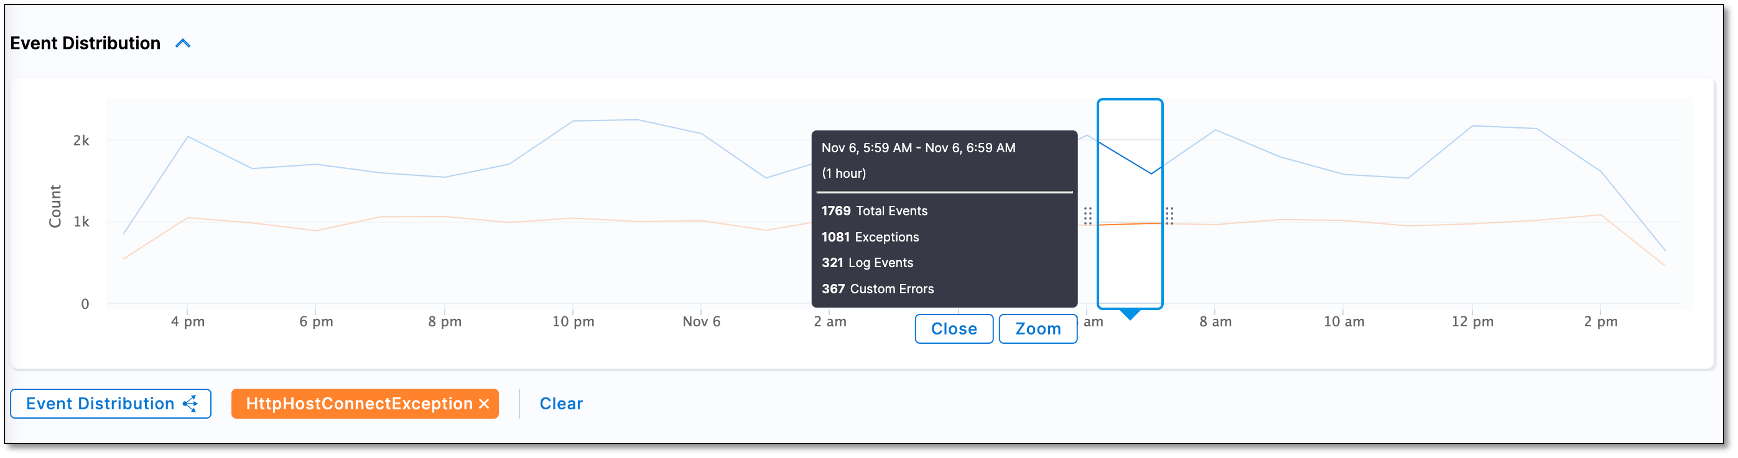 Event Distribution
2k
Count
1k
0
Nov 6, 5:59 AM - Nov 6, 6:59 AM
(1 hour)
1769 Total Events
1081 Exceptions
321 Log Events
367 Custom Errors
4 pm 6 pm 8 pm 10 pm Nov 6 2 am am 8 am 10 am 12 pm 2 pm
Close Zoom
Event Distribution HttpHostConnectException × Clear